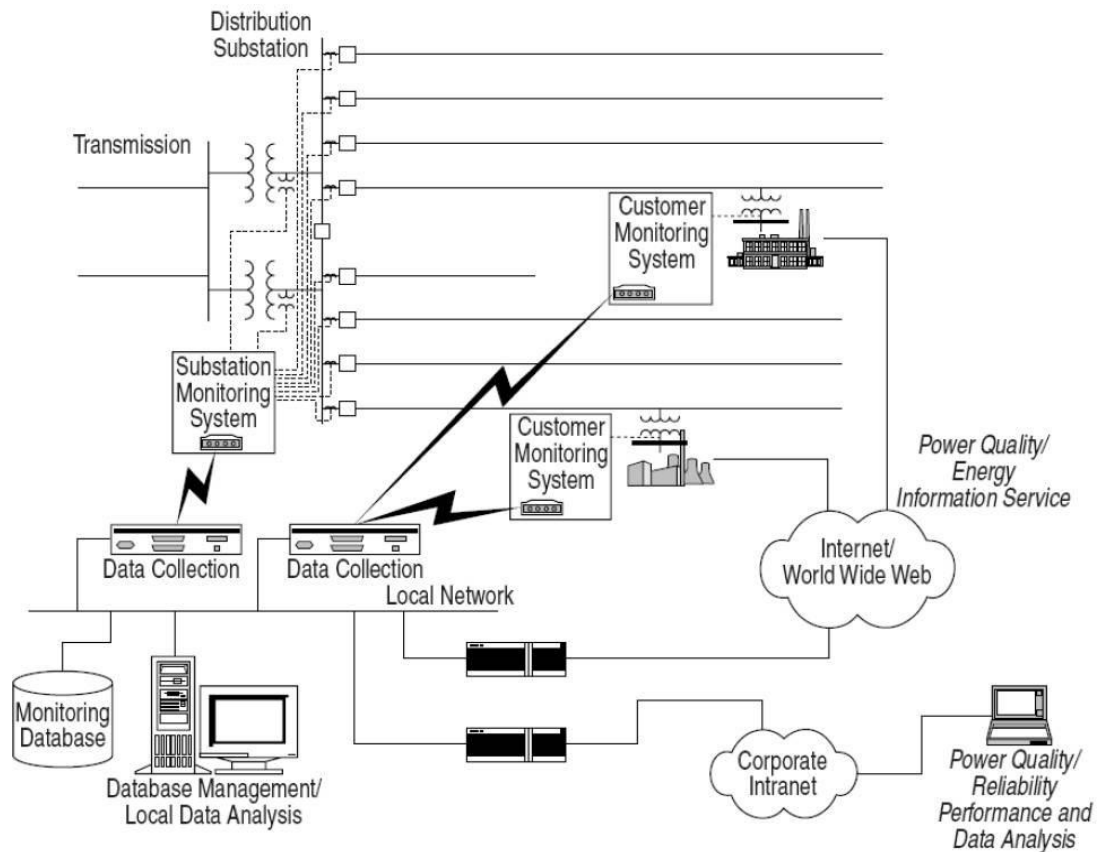 Distribution
Substation
Transmission
Customer
Monitoring
System
Substation
Monitoring
System
Customer
Monitoring
System
Power Quality/
Energy
Information Service
Data Collection
Data Collection
Internet/
World Wide Web
Local Network
Monitoring
Database
Database Management/
Local Data Analysis
Corporate
Intranet
Power Quality/
Reliability
Performance and
Data Analysis